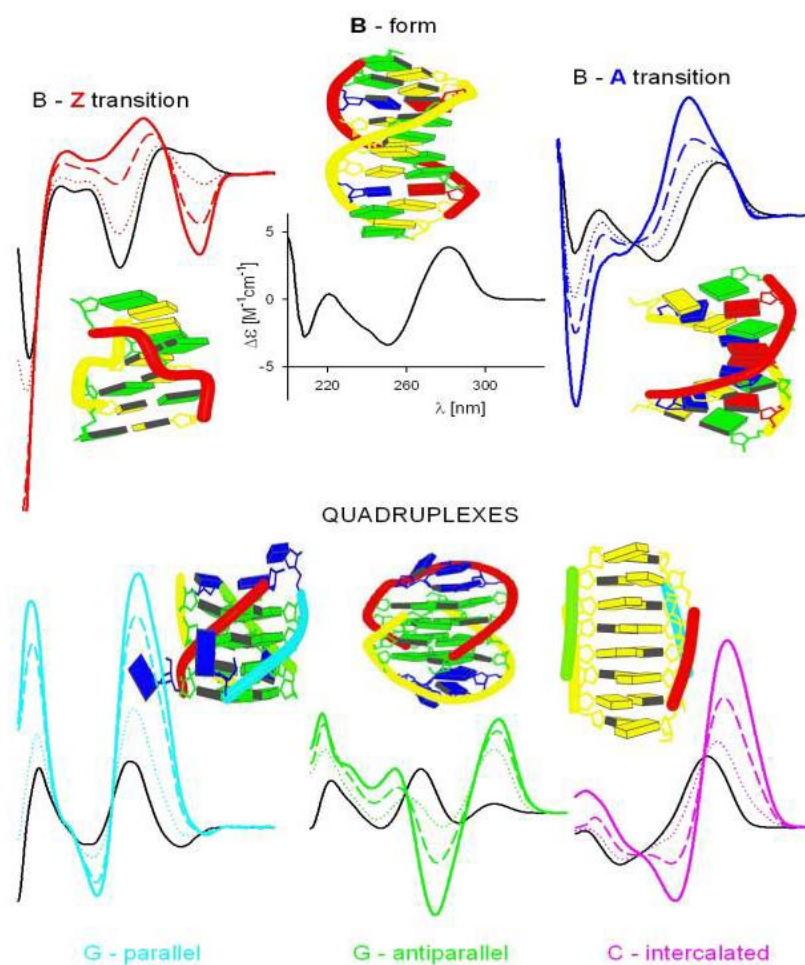 B - form
B - Z transition
B - A transition
5
0
-5
Δε [M⁻¹cm⁻¹]
220
260
300
λ [nm]
QUADRUPLEXES
G - parallel
G - antiparallel
C - intercalated